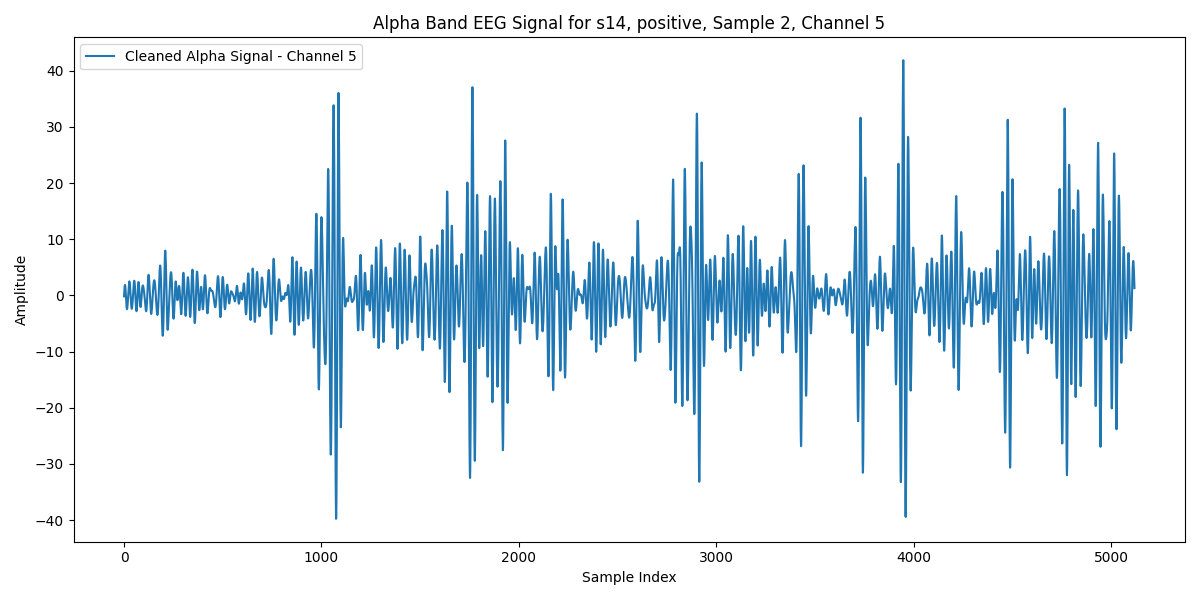 Alpha Band EEG Signal for s14, positive, Sample 2, Channel 5
Cleaned Alpha Signal - Channel 5
Amplitude
40
30
20
10
0
−10
−20
−30
−40
0 1000 2000 3000 4000 5000
Sample Index